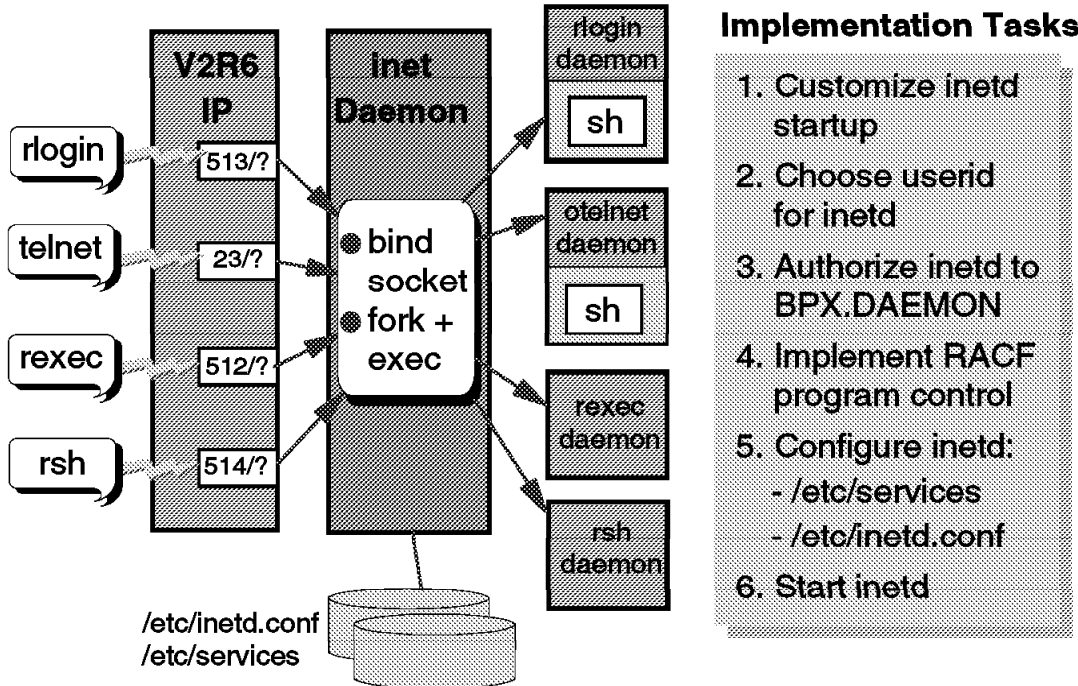 rlogin
telnet
rexec
rsh
V2R6
IP
513/?
23/?
512/?
514/?
inet
Daemon
bind
socket
fork +
exec
/etc/inetd.conf
/etc/services
rlogin
daemon
sh
otelnet
daemon
sh
rexec
daemon
rsh
daemon
Implementation Tasks
1. Customize inetd
startup
2. Choose userid
for inetd
3. Authorize inetd to
BPX.DAEMON
4. Implement RACF
program control
5. Configure inetd:
- /etc/services
- /etc/inetd.conf
6. Start inetd